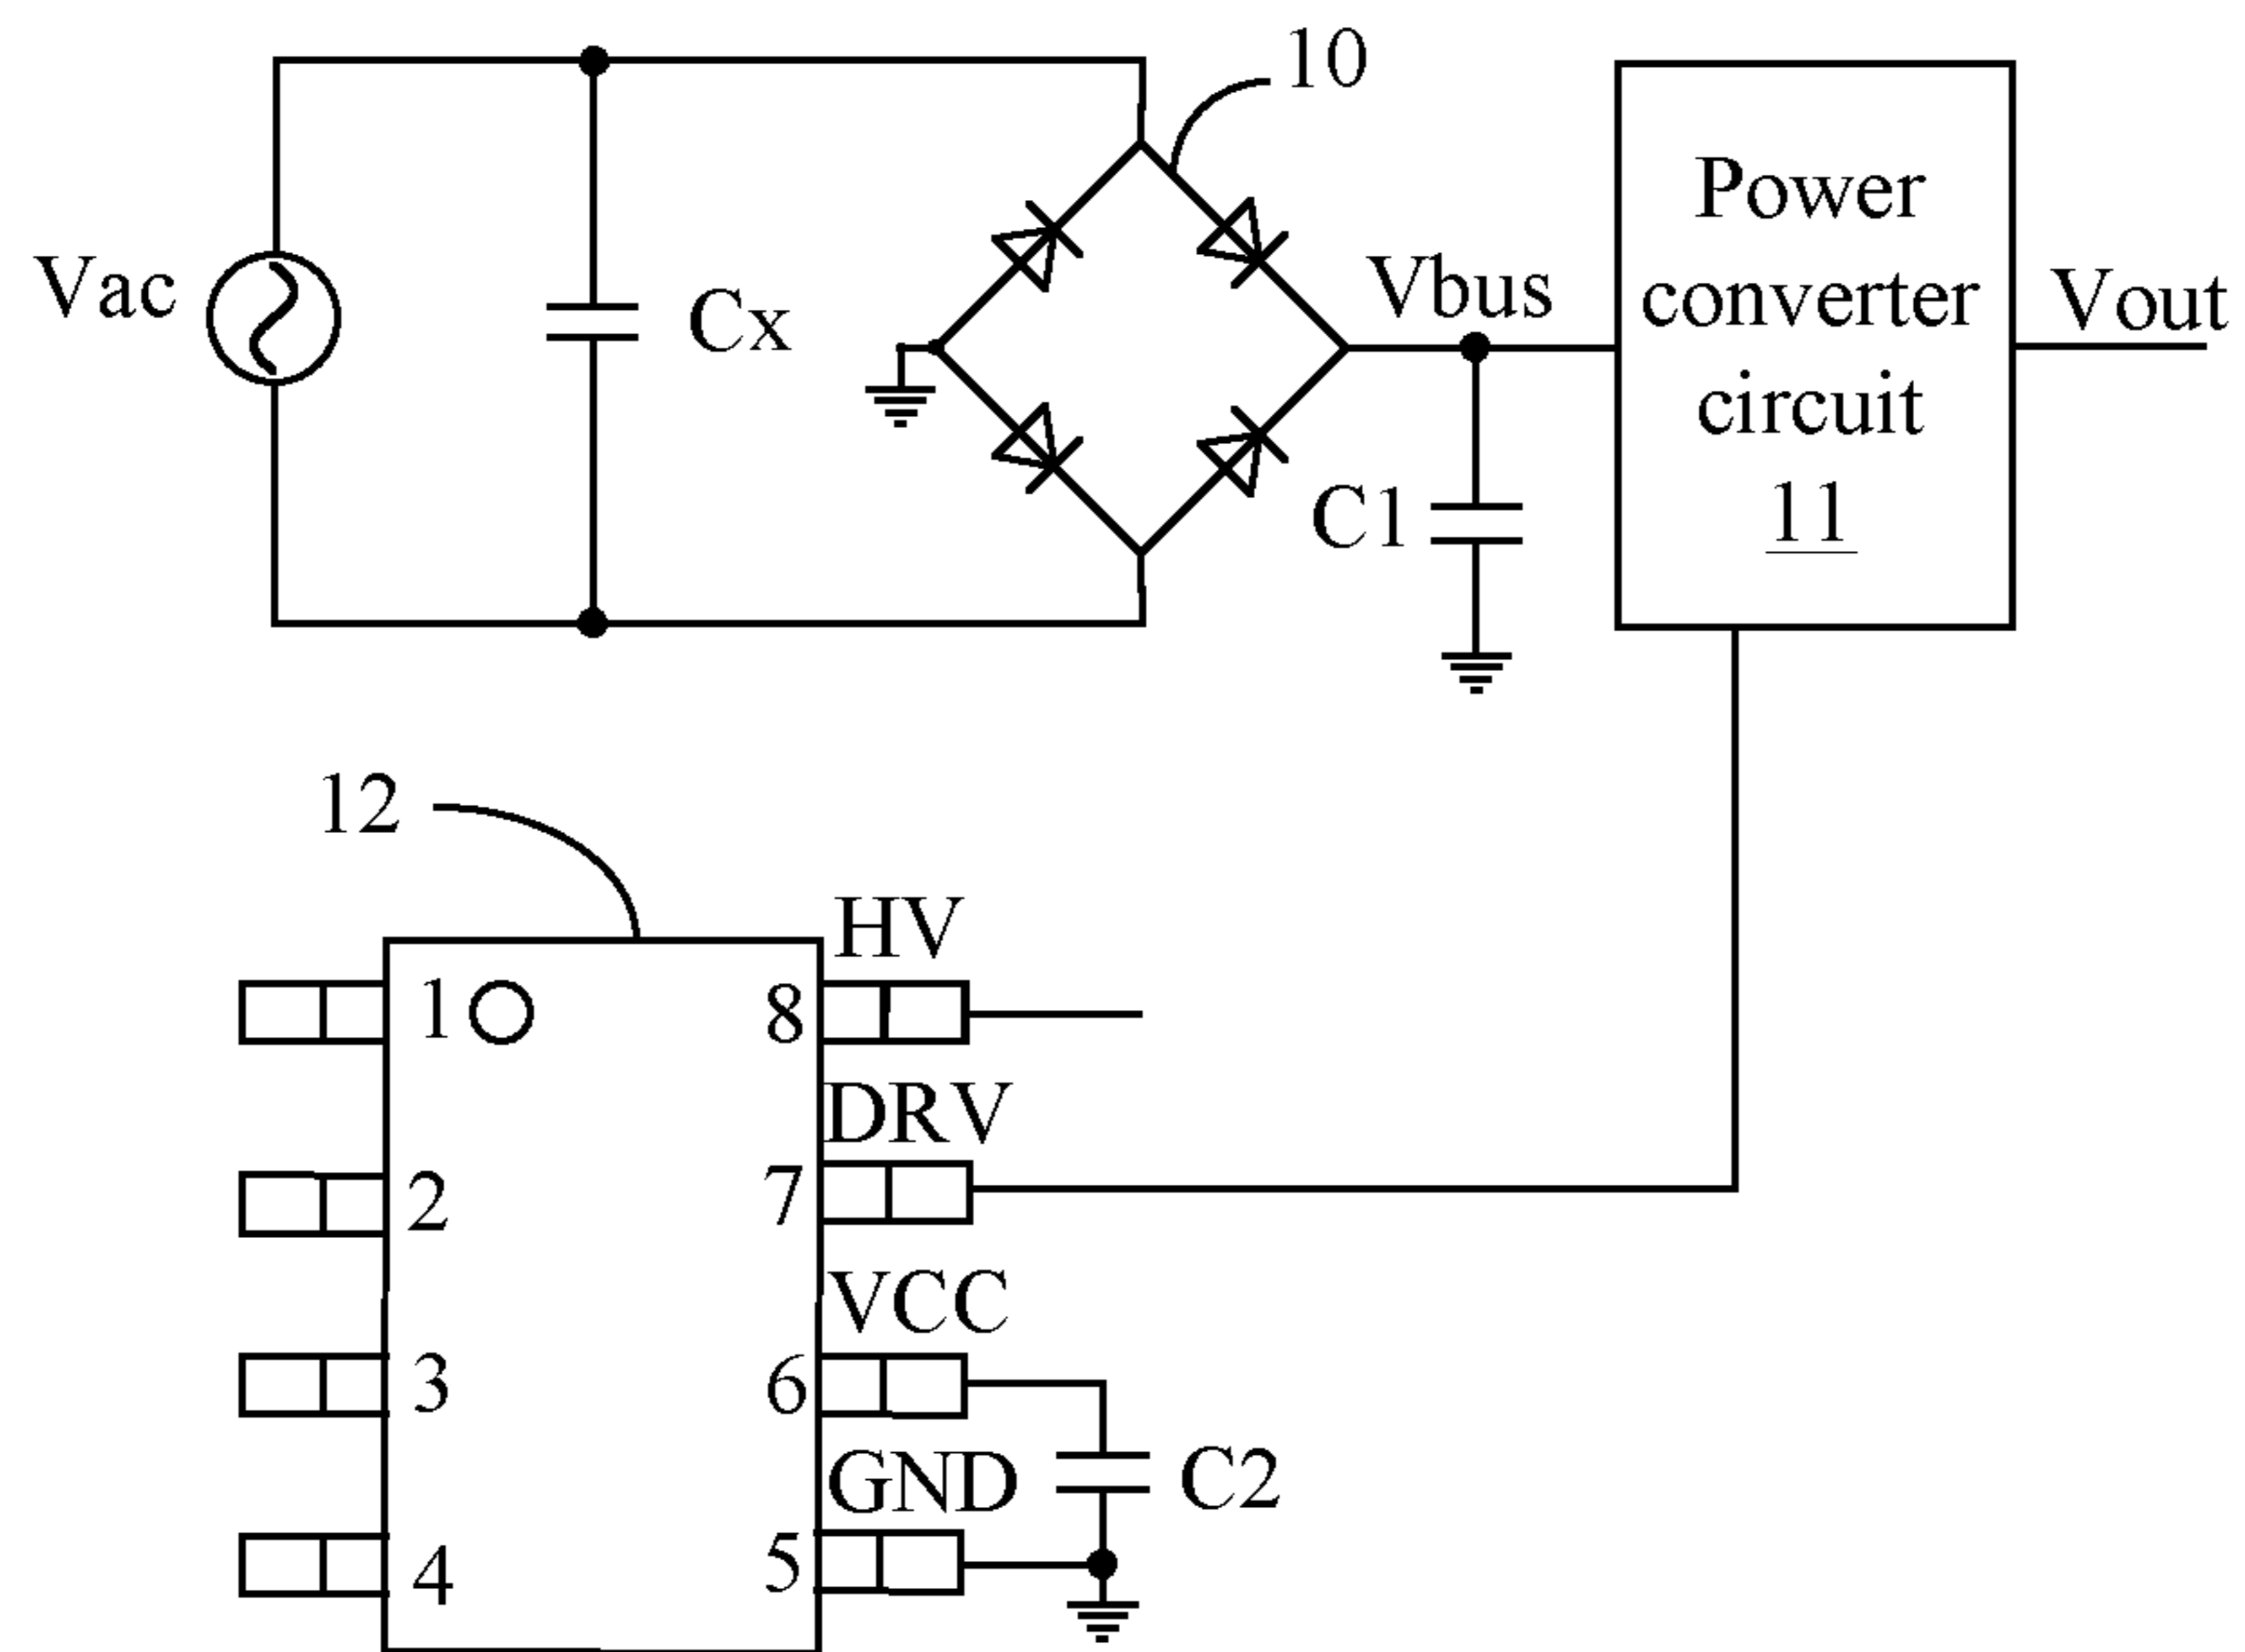 10
Vac
Cx
Vbus
C1
Power
converter
circuit
11
Vout
12
HV
1
8
DRV
2
7
VCC
3
6
GND
C2
4
5